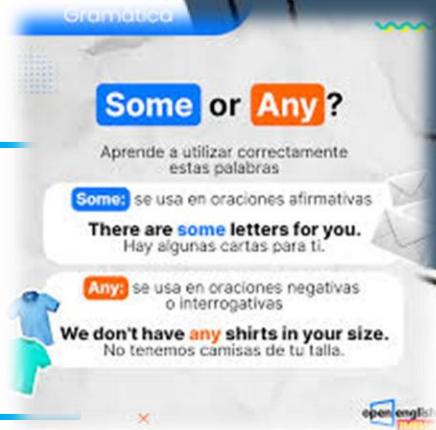 Gramática
Some or Any?
Aprende a utilizar correctamente
estas palabras
Some: se usa en oraciones afirmativas
There are some letters for you.
Hay algunas cartas para ti.
Any: se usa en oraciones negativas
o interrogativas
We don't have any shirts in your size.
No tenemos camisas de tu talla.
open english